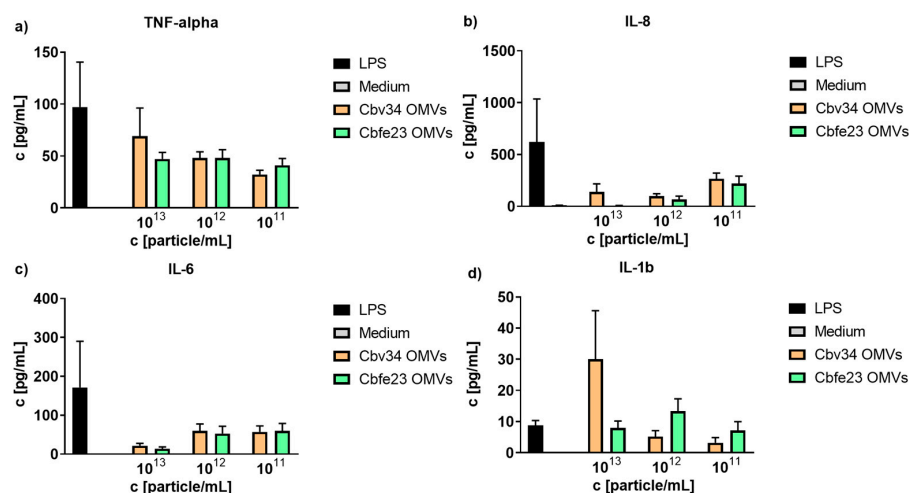 a)
TNF-alpha
150
100
50
0
c [pg/mL]
10^13 10^12 10^11
c [particle/mL]
LPS
Medium
Cbv34 OMVs
Cbfe23 OMVs
b)
IL-8
1500
1000
500
0
c [pg/mL]
10^13 10^12 10^11
c [particle/mL]
LPS
Medium
Cbv34 OMVs
Cbfe23 OMVs
c)
IL-6
400
300
200
100
0
c [pg/mL]
10^13 10^12 10^11
c [particle/mL]
LPS
Medium
Cbv34 OMVs
Cbfe23 OMVs
d)
IL-1b
50
40
30
20
10
0
c [pg/mL]
10^13 10^12 10^11
c [particle/mL]
LPS
Medium
Cbv34 OMVs
Cbfe23 OMVs